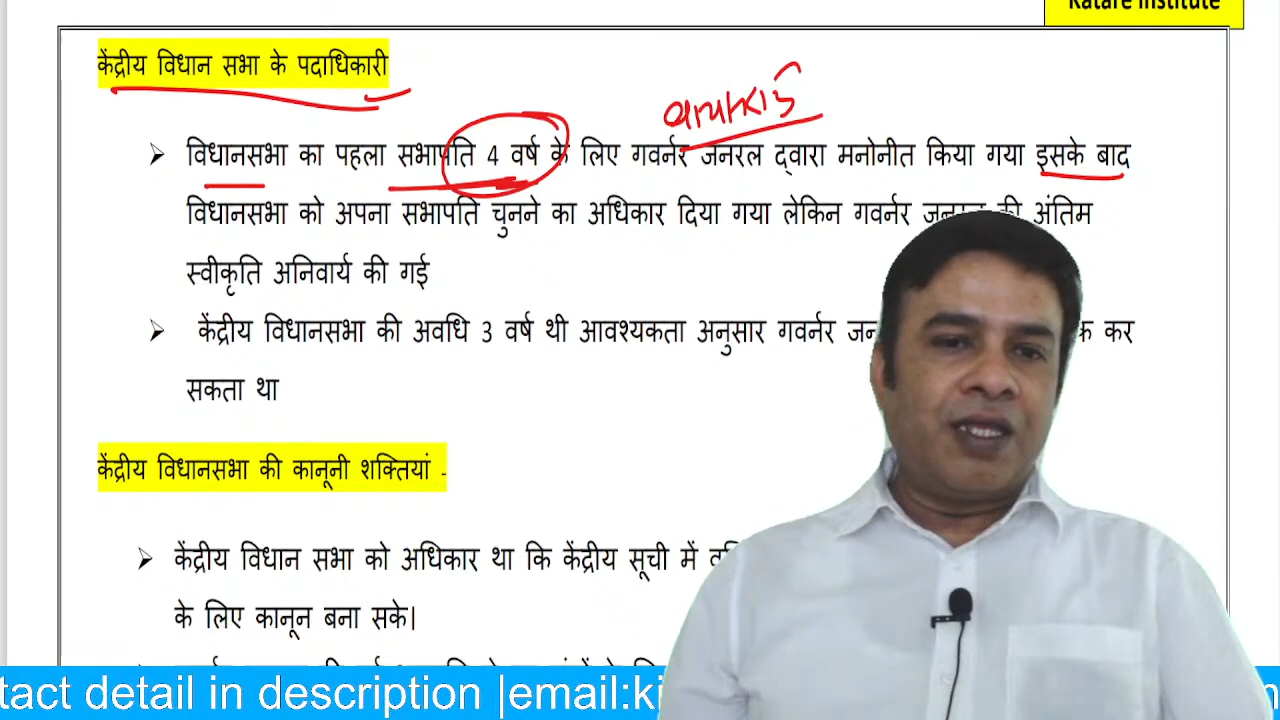 Katare Institute
केंद्रीय विधान सभा के पदाधिकारी
➢ विधानसभा का पहला सभापति 4 वर्ष के लिए गवर्नर जनरल द्वारा मनोनीत किया गया इसके बाद
विधानसभा को अपना सभापति चुनने का अधिकार दिया गया लेकिन गवर्नर जनरल की अंतिम
स्वीकृति अनिवार्य की गई
➢ केंद्रीय विधानसभा की अवधि 3 वर्ष थी आवश्यकता अनुसार गवर्नर कर
सकता था
केंद्रीय विधानसभा की कानूनी शक्तियां -
➢ केंद्रीय विधान सभा को अधिकार था कि केंद्रीय सूची में
के लिए कानून बना सके।
tact detail in description |email:ki